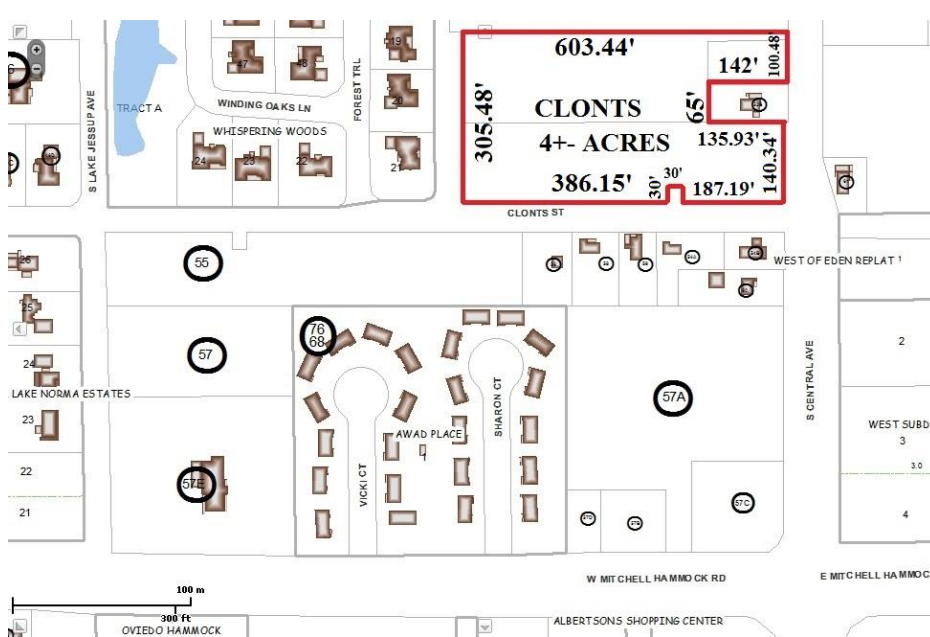 603.44'
142'
100.48'
305.48'
CLONTS
65'
4+- ACRES
135.93'
140.34'
386.15'
30'
30'
187.19'
CLONTS ST
S LAKE JESSUP AVE
TRACT A
47
48
19
WINDING OAKS LN
FOREST TRL
20
WHISPERING WOODS
24
23
22
21
26
25
24
LAKE NORMA ESTATES
23
22
21
55
57
57E
76
68
AWAD PLACE
1
VICKI CT
SHARON CT
57A
57C
WEST OF EDEN REPLAT 1
S CENTRAL AVE
2
WEST SUBD
3
3.0
4
W MITCHELL HAMMOCK RD
E MITCHELL HAMMOC
100 m
300 ft
OVIEDO HAMMOCK
ALBERTSONS SHOPPING CENTER